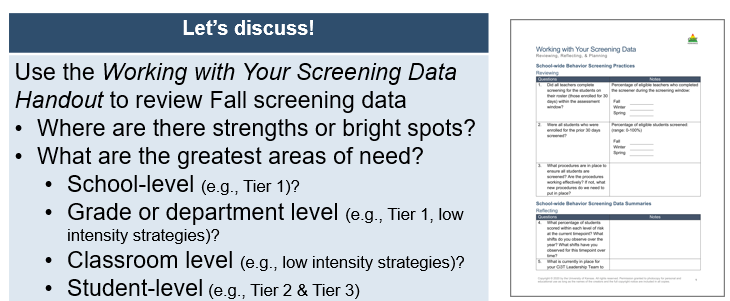 Let's discuss!
Use the Working with Your Screening Data
Handout to review Fall screening data
• Where are there strengths or bright spots?
• What are the greatest areas of need?
• School-level (e.g., Tier 1)?
• Grade or department level (e.g., Tier 1, low
intensity strategies)?
• Classroom level (e.g., low intensity strategies)?
• Student-level (e.g., Tier 2 & Tier 3)
Working with Your Screening Data
Reviewing, Reflecting, & Planning
School-wide Behavior Screening Practices
Reviewing
Questions Notes
1. Did all teachers complete
screening for the students on
their roster (those enrolled for 30
days) within the assessment
window?
Percentage of eligible teachers who completed
the screener during the screening window:
Fall
Winter
Spring
2. Were all students who were
enrolled for the prior 30 days
screened?
Percentage of eligible students screened
(range: 0-100%)
Fall
Winter
Spring
3. What procedures are in place to
ensure all students are
screened? Are the procedures
working effectively? If not, what
new procedures do we need to
put in place?
School-wide Behavior Screening Data Summaries
Reflecting
Questions Notes
4. What percentage of students
scored within each level of risk
at the current timepoint? What
shifts do you observe over the
year? What shifts have you
observed for this timepoint over
time?
5. What is currently in place for
your Ci3T Leadership Team to